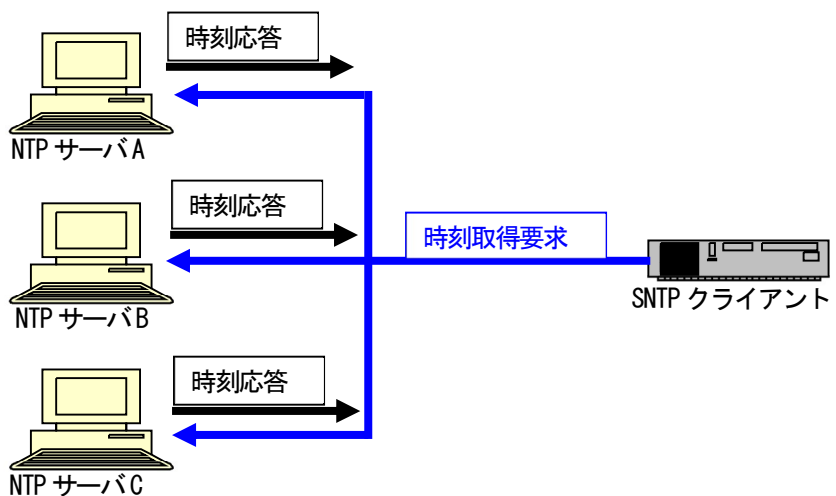 時刻応答
NTP サーバA
時刻応答
時刻取得要求
NTP サーバB
SNTP クライアント
時刻応答
NTP サーバC